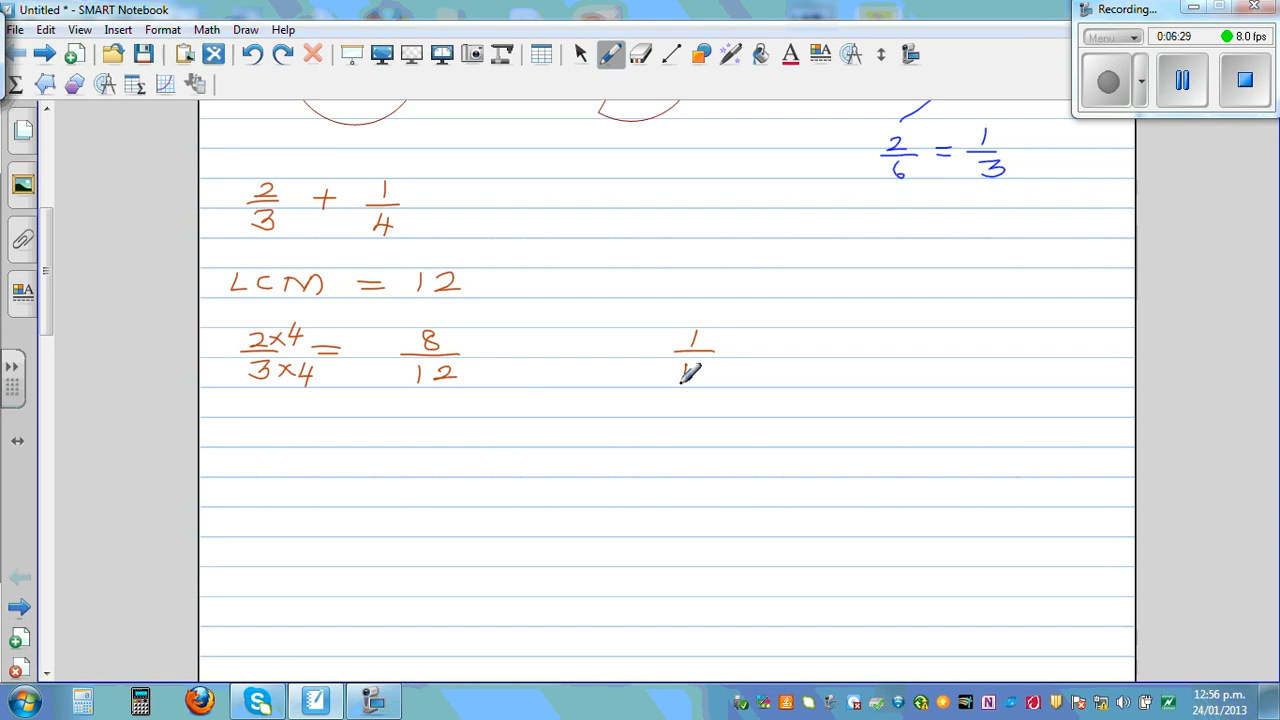 Untitled * - SMART Notebook
File Edit View Insert Format Math Draw Help
Recording...
Menu
0:06:29
8.0 fps
2/6 = 1/3
2/3 + 1/4
LCM = 12
2×4/3×4 = 8/12
1/
12:56 p.m.
24/01/2013